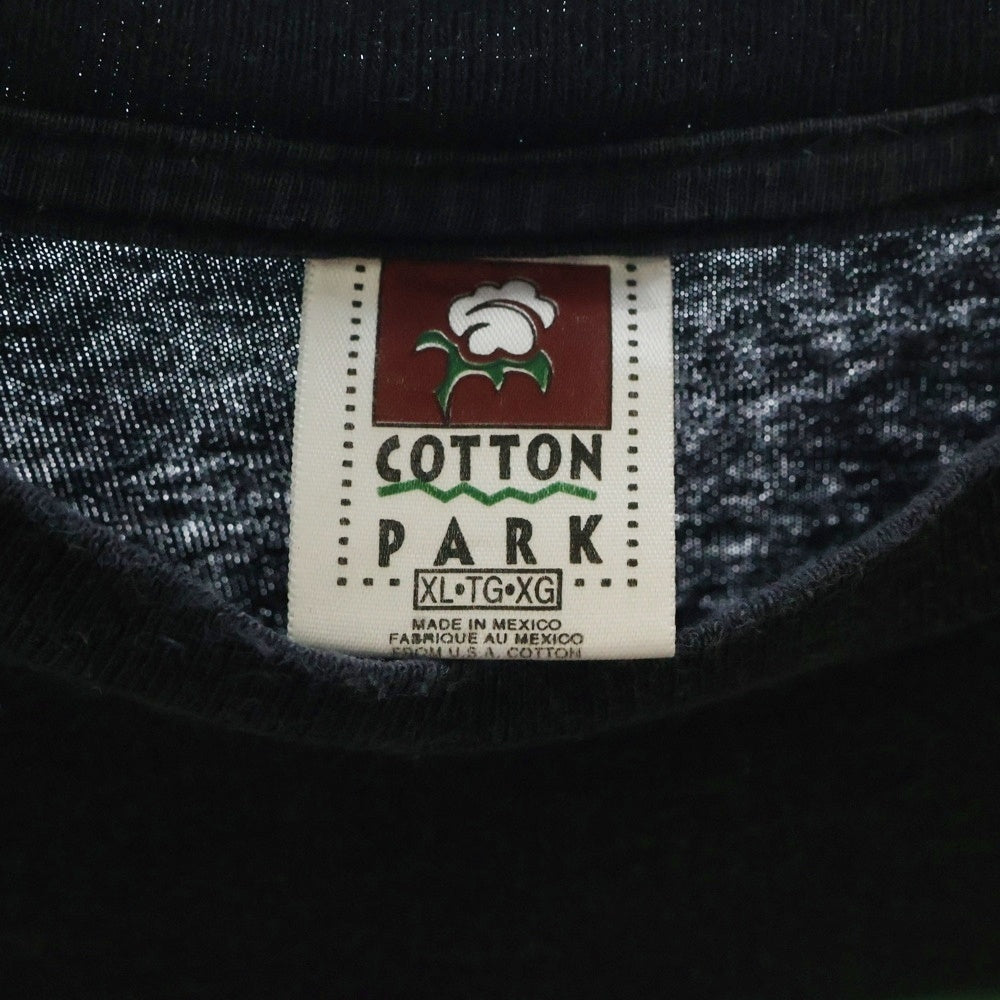 COTTON
PARK
XL•TG•XG
MADE IN MEXICO
FABRIQUE AU MEXICO
FROM U.S.A. COTTON